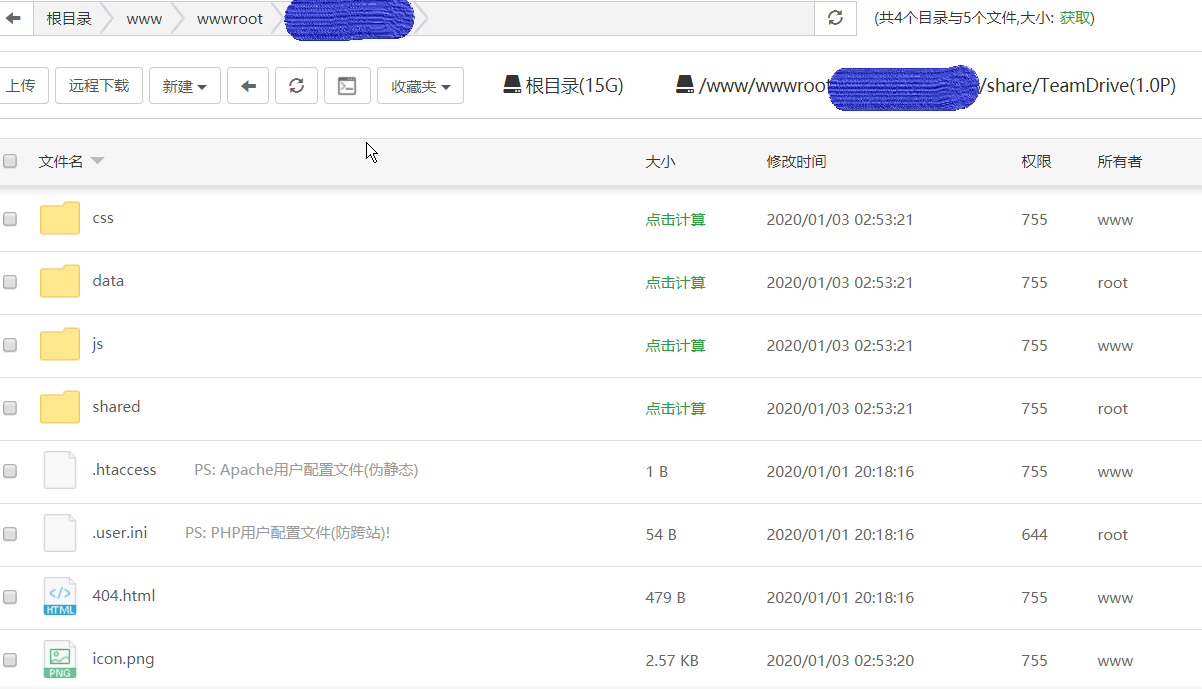 根目录 www wwwroot (共4个目录与5个文件,大小: 获取)
上传 远程下载 新建 收藏夹 根目录(15G) /www/wwwroot /share/TeamDrive(1.0P)
文件名 大小 修改时间 权限 所有者
css 点击计算 2020/01/03 02:53:21 755 www
data 点击计算 2020/01/03 02:53:21 755 root
js 点击计算 2020/01/03 02:53:21 755 www
shared 点击计算 2020/01/03 02:53:21 755 root
.htaccess PS: Apache用户配置文件(伪静态) 1 B 2020/01/01 20:18:16 755 www
.user.ini PS: PHP用户配置文件(防跨站)! 54 B 2020/01/01 20:18:16 644 root
</> HTML 404.html 479 B 2020/01/01 20:18:16 755 www
PNG icon.png 2.57 KB 2020/01/03 02:53:20 755 www